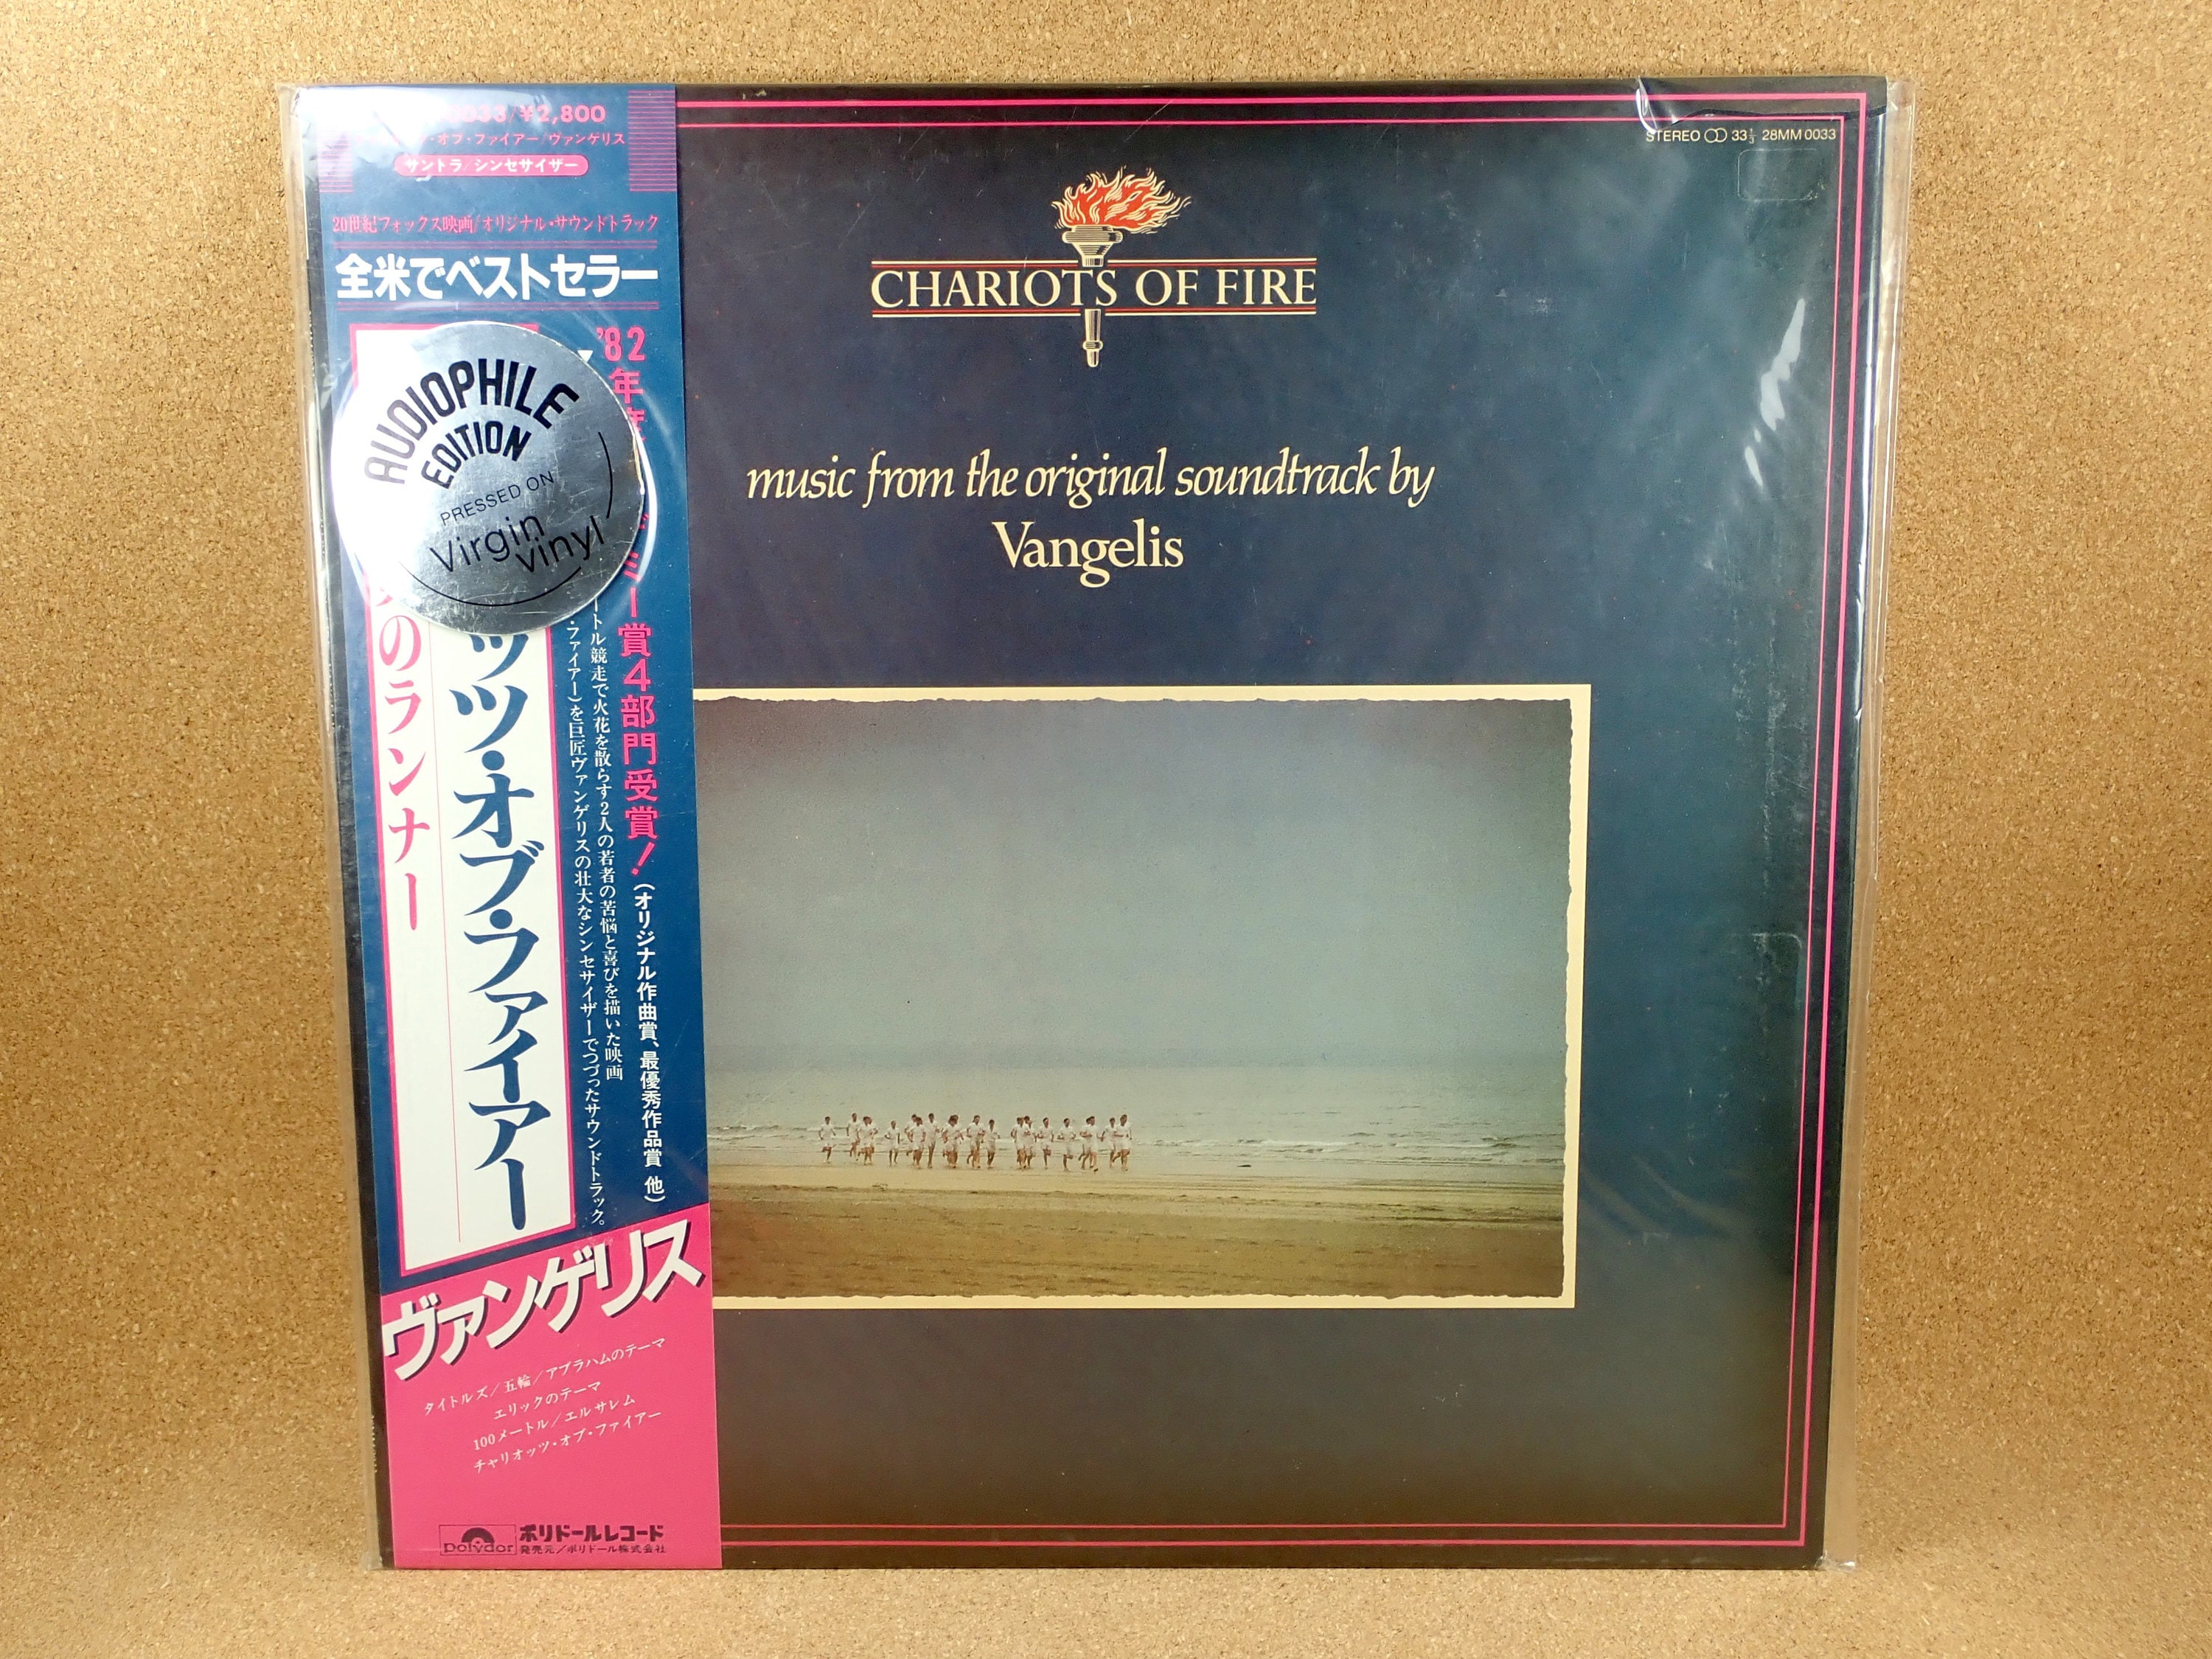 0033/¥2,800
・オブ・ファイアー/ヴァンゲリス
サントラ/シンセサイザー
20世紀フォックス映画/オリジナル・サウンドトラック
全米でベストセラー
'82年度
ミー賞4部門受賞!
(オリジナル作曲賞、最優秀作品賞 他)
ートル競走で火花を散らす2人の若者の苦悩と喜びを描いた映画
・ファイアー)を巨匠ヴァンゲリスの壮大なシンセサイザーでつづったサウンドトラック。
ッツ・オブ・ファイアー
のランナー
AUDIOPHILE
EDITION
PRESSED ON
Virgin
vinyl
ヴァンゲリス
タイトルズ/五輪/アブラハムのテーマ
エリックのテーマ
100メートル/エルサレム
チャリオッツ・オブ・ファイアー
polydor
ポリドールレコード
発売元/ポリドール株式会社
STEREO 33⅓ 28MM 0033
CHARIOTS OF FIRE
music from the original soundtrack by
Vangelis